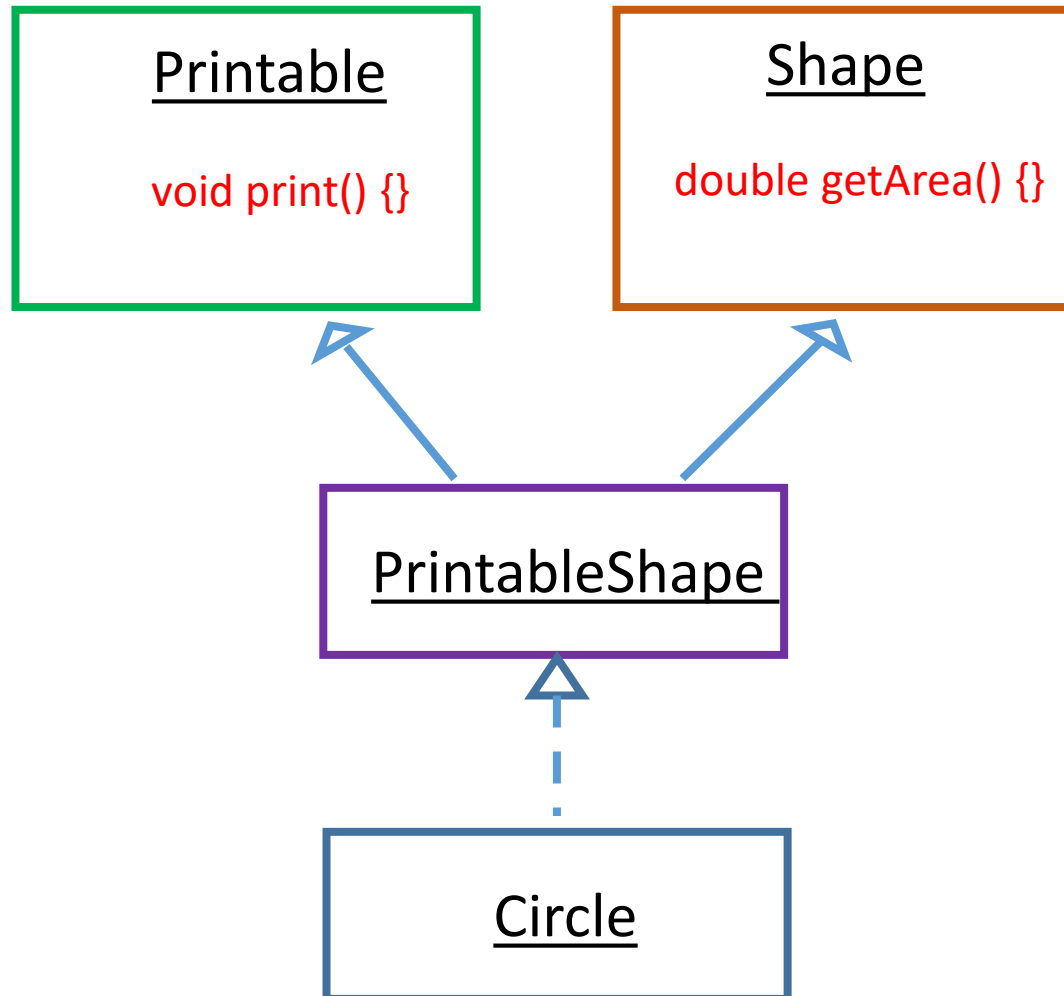 Printable
void print() {}
Shape
double getArea() {}
PrintableShape
Circle